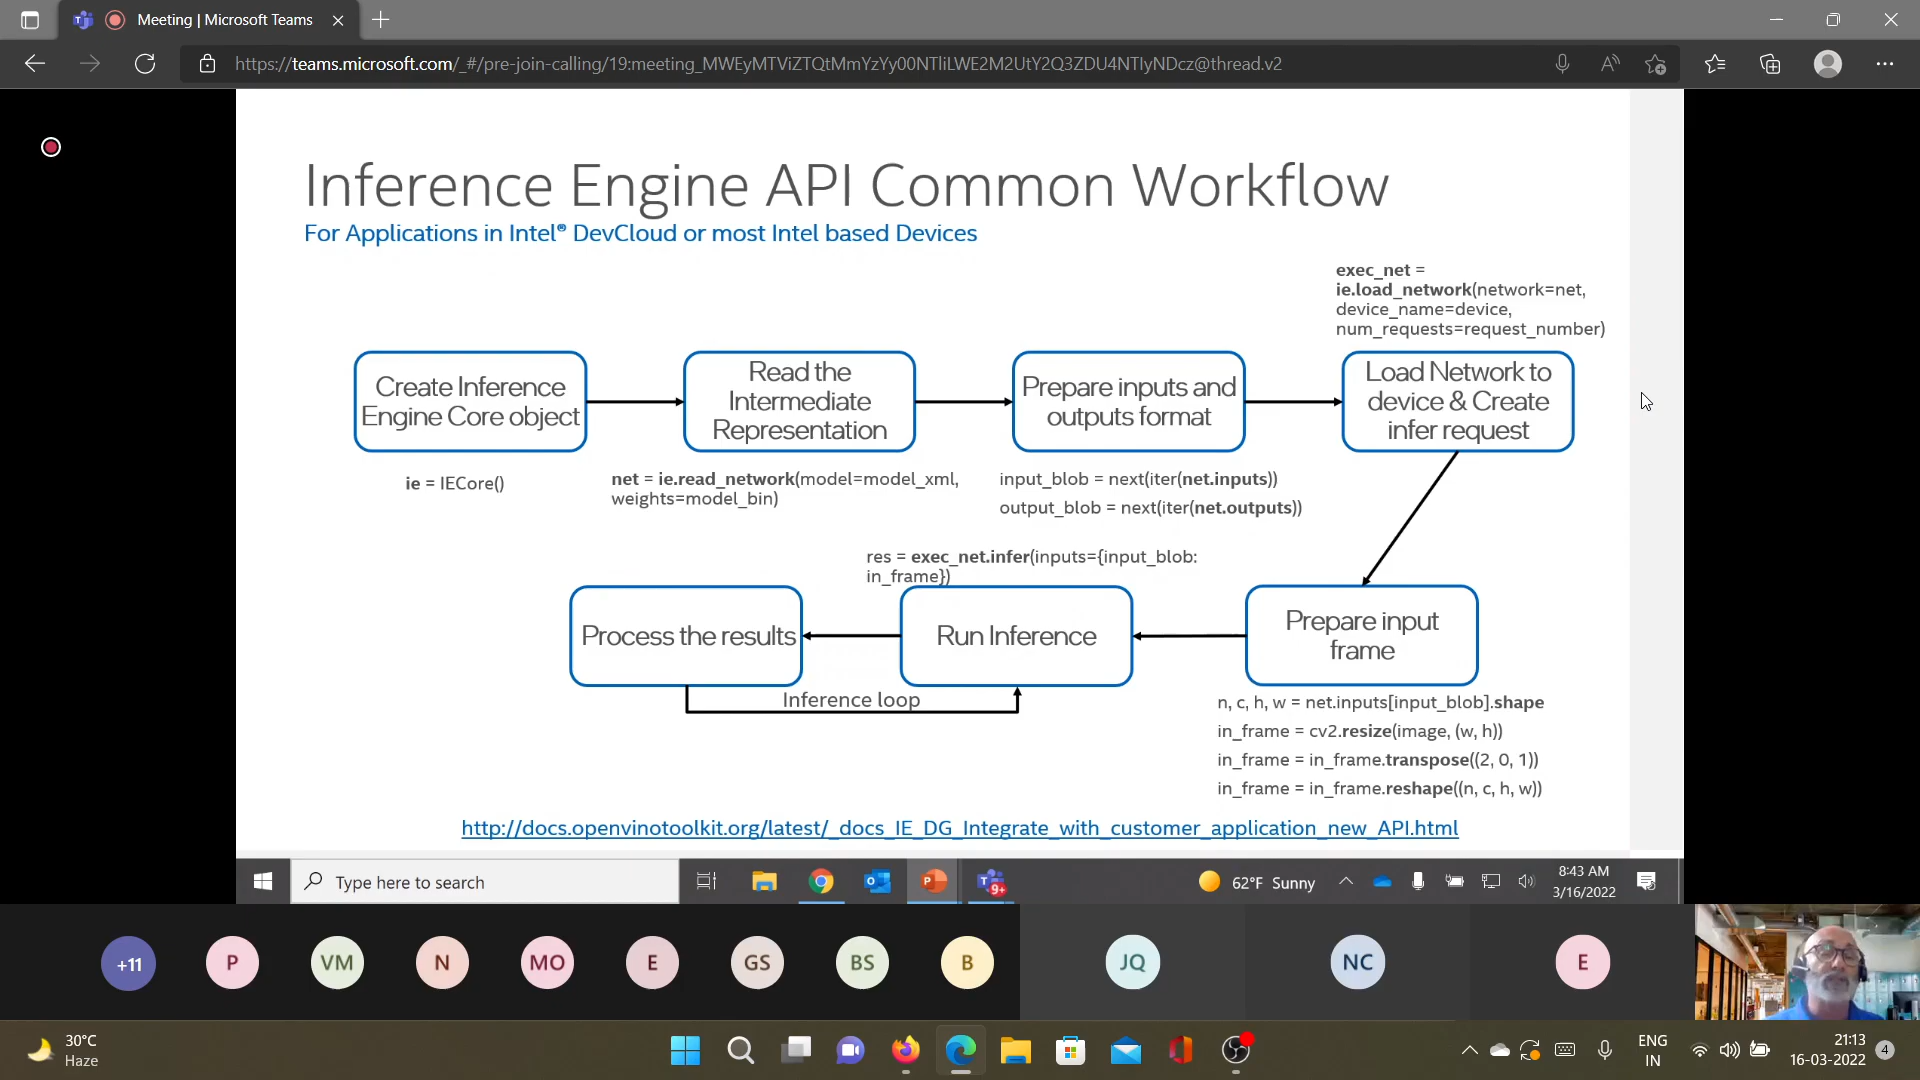 Meeting | Microsoft Teams
https://teams.microsoft.com/_#/pre-join-calling/19:meeting_MWEyMTViZTQtMmYzYy00NTliLWE2M2UtY2Q3ZDU4NTIyNDcz@thread.v2
Inference Engine API Common Workflow
For Applications in Intel® DevCloud or most Intel based Devices
exec_net =
ie.load_network(network=net,
device_name=device,
num_requests=request_number)
Create Inference
Engine Core object
Read the
Intermediate
Representation
Prepare inputs and
outputs format
Load Network to
device & Create
infer request
ie = IECore()
net = ie.read_network(model=model_xml,
weights=model_bin)
input_blob = next(iter(net.inputs))
output_blob = next(iter(net.outputs))
res = exec_net.infer(inputs={input_blob:
in_frame})
Process the results
Run Inference
Prepare input
frame
Inference loop
n, c, h, w = net.inputs[input_blob].shape
in_frame = cv2.resize(image, (w, h))
in_frame = in_frame.transpose((2, 0, 1))
in_frame = in_frame.reshape((n, c, h, w))
http://docs.openvinotoolkit.org/latest/_docs_IE_DG_Integrate_with_customer_application_new_API.html
Type here to search
9+
62°F Sunny
8:43 AM
3/16/2022
+11
P
VM
N
MO
E
GS
BS
B
JQ
NC
E
30°C
Haze
ENG
IN
21:13
16-03-2022
4